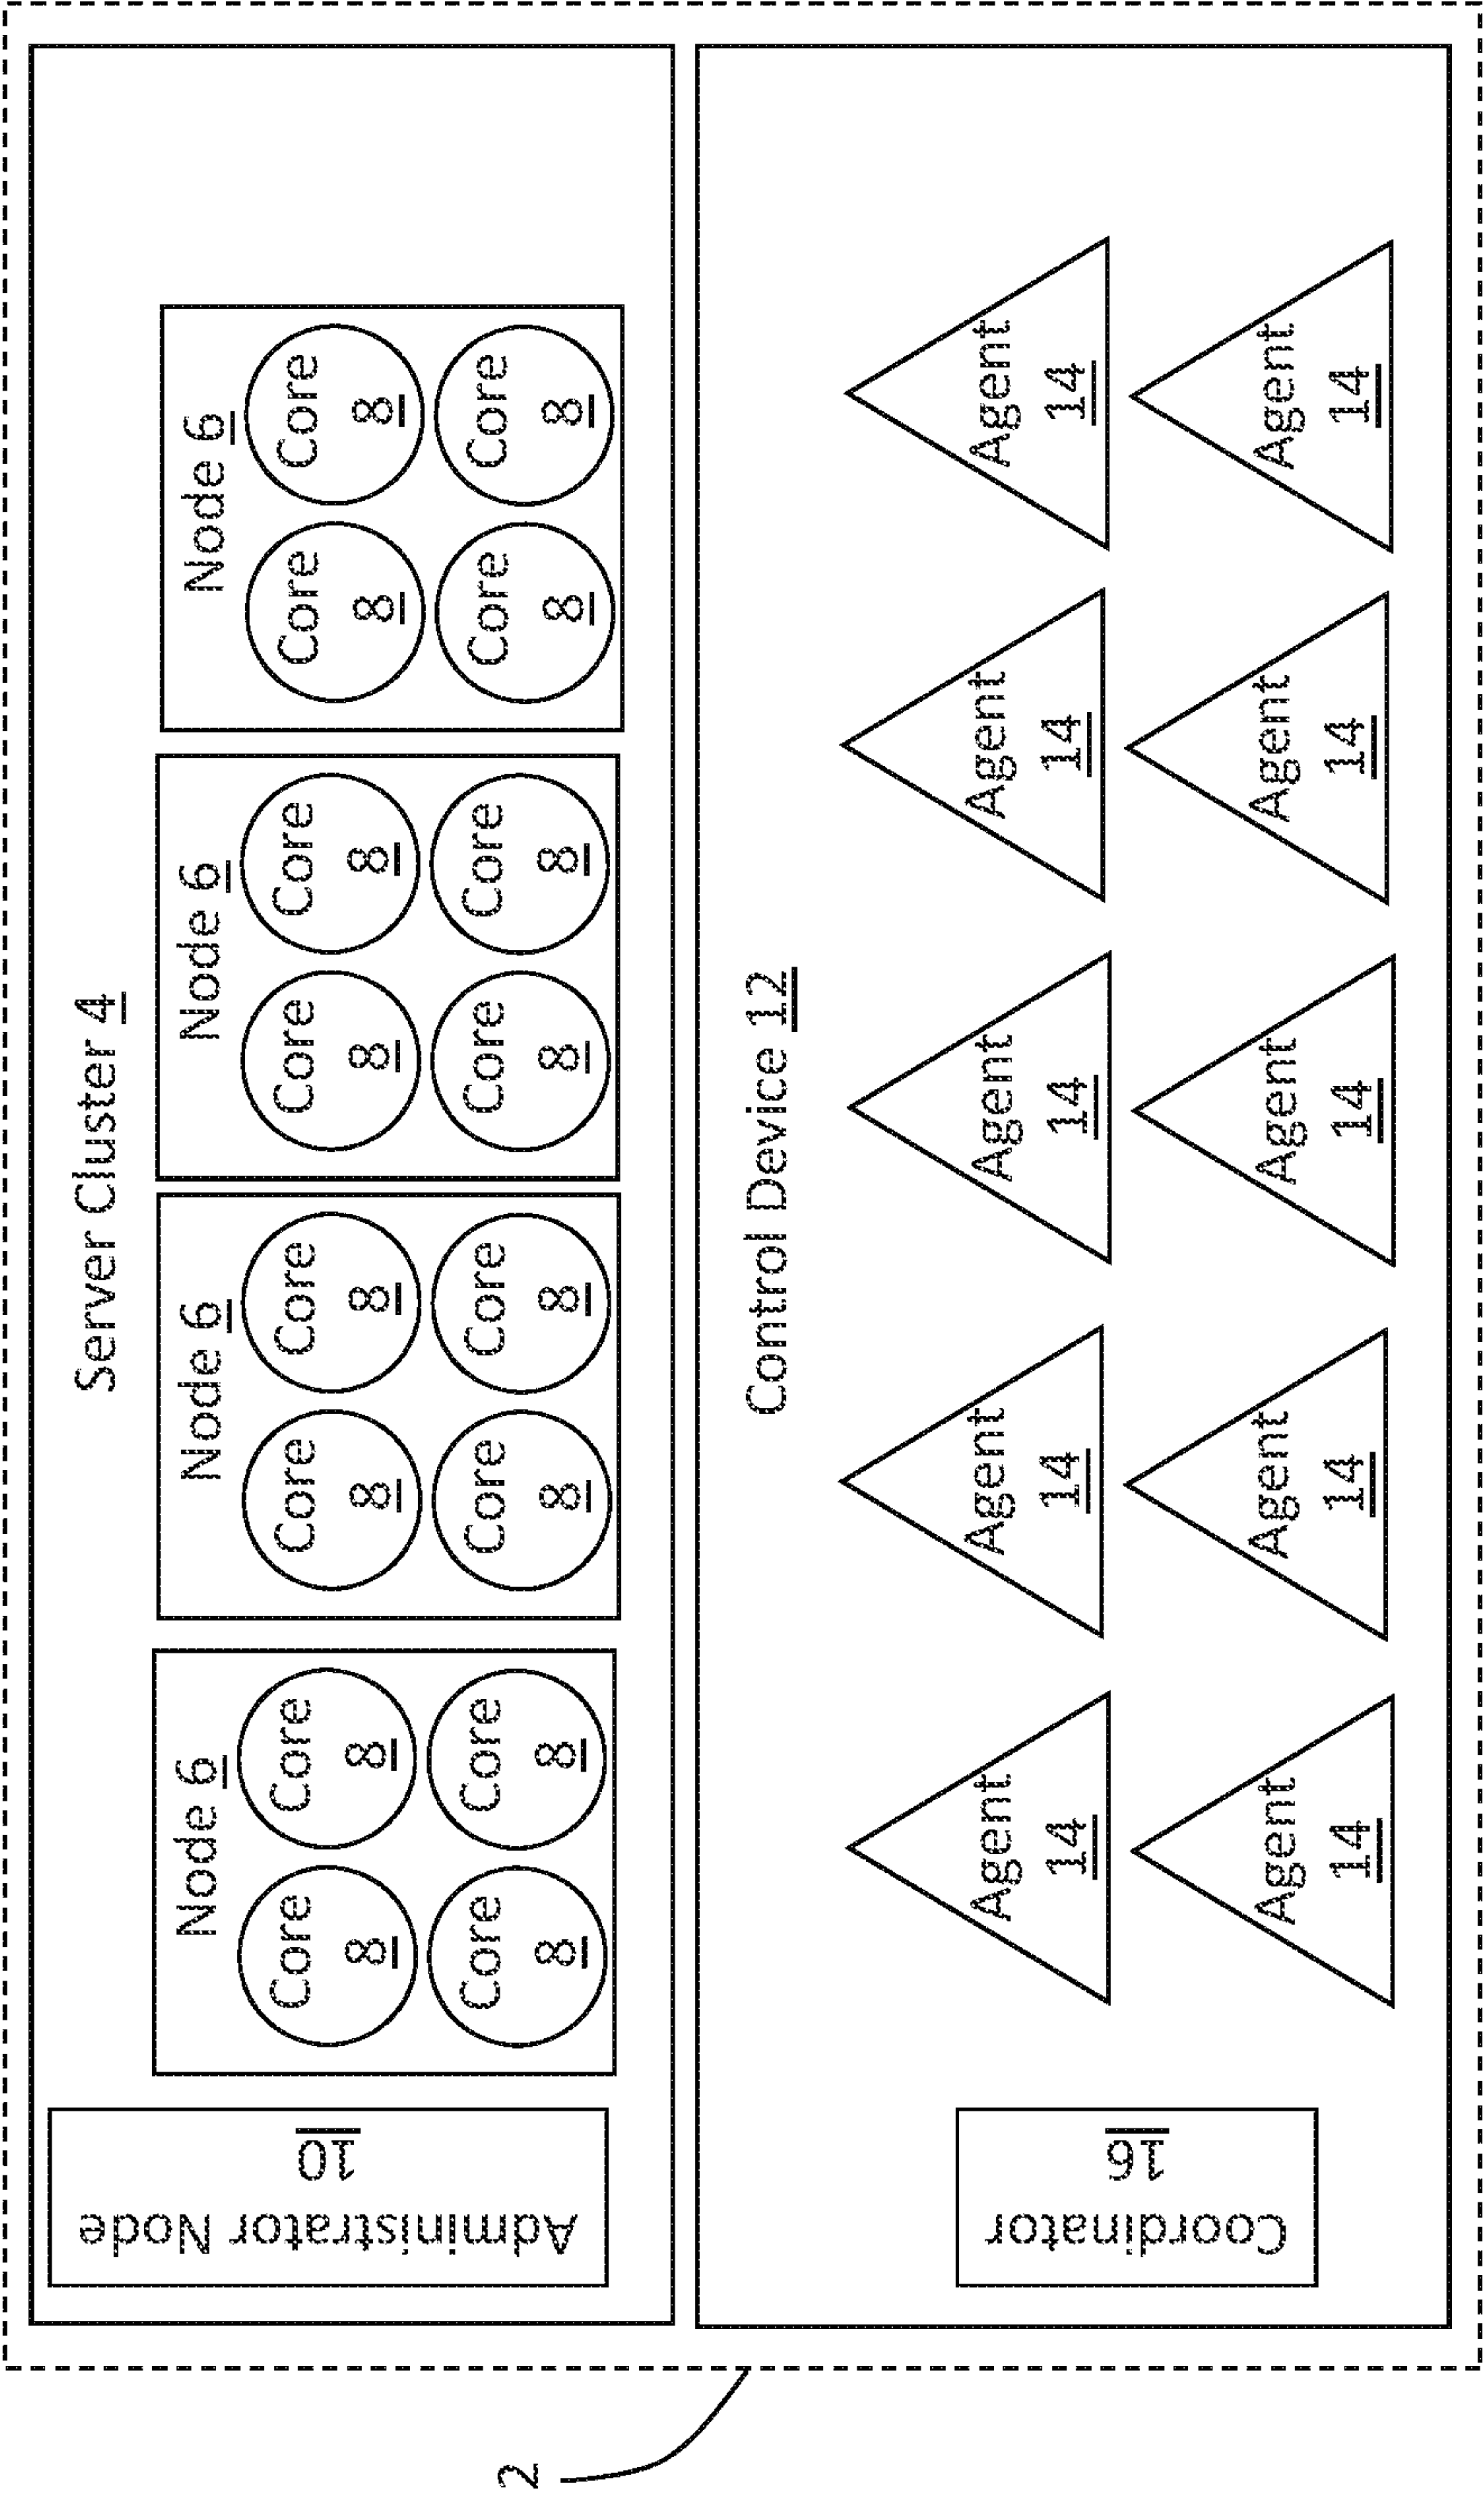 2
Server Cluster 4
Administrator Node
10
Node 6
Core
8
Core
8
Core
8
Core
8
Node 6
Core
8
Core
8
Core
8
Core
8
Node 6
Core
8
Core
8
Core
8
Core
8
Node 6
Core
8
Core
8
Core
8
Core
8
Control Device 12
Coordinator
16
Agent
14
Agent
14
Agent
14
Agent
14
Agent
14
Agent
14
Agent
14
Agent
14
Agent
14
Agent
14